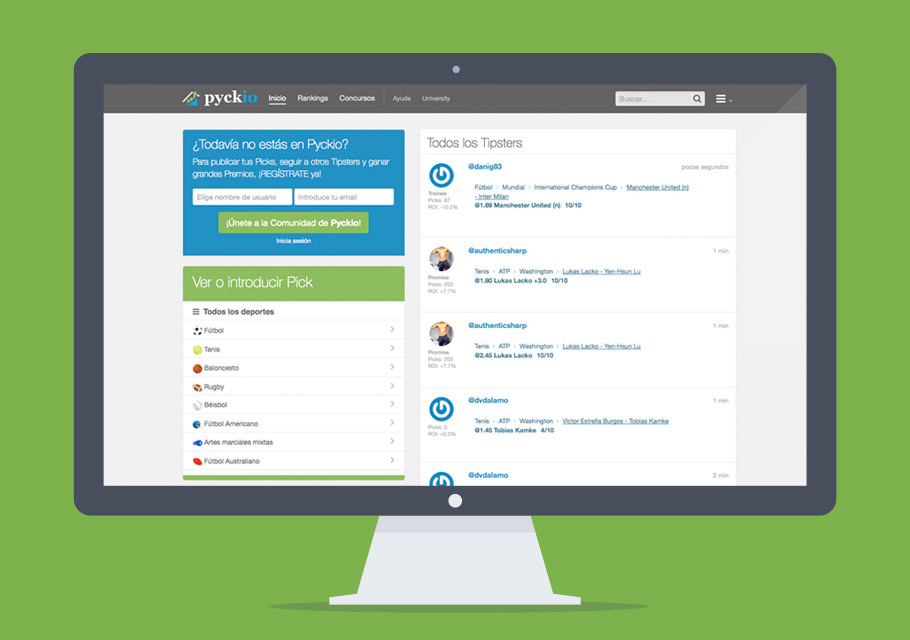 pyckio
Inicio
Rankings
Concursos
Ayuda
University
Buscar...
¿Todavía no estás en Pyckio?
Para publicar tus Picks, seguir a otros Tipsters y ganar
grandes Premios, ¡REGÍSTRATE ya!
Elige nombre de usuario
Introduce tu email
¡Únete a la Comunidad de Pyckio!
Inicia sesión
Ver o introducir Pick
Todos los deportes
Fútbol
Tenis
Baloncesto
Rugby
Béisbol
Fútbol Americano
Artes marciales mixtas
Fútbol Australiano
Todos los Tipsters
@danig83
pocos segundos
Trainee
Picks: 67
ROI: -10.2%
Fútbol › Mundial › International Champions Cup › Manchester United (n)
- Inter Milan
@1.69 Manchester United (n) 10/10
@authenticsharp
1 min
Promise
Picks: 203
ROI: +7.7%
Tenis › ATP › Washington › Lukas Lacko - Yen-Hsun Lu
@1.80 Lukas Lacko +3.0 10/10
@authenticsharp
1 min
Promise
Picks: 203
ROI: +7.7%
Tenis › ATP › Washington › Lukas Lacko - Yen-Hsun Lu
@2.45 Lukas Lacko 10/10
@dvdalamo
1 min
Picks: 0
ROI: +0.0%
Tenis › ATP › Washington › Victor Estrella Burgos - Tobias Kamke
@1.45 Tobias Kamke 4/10
@dvdalamo
2 min